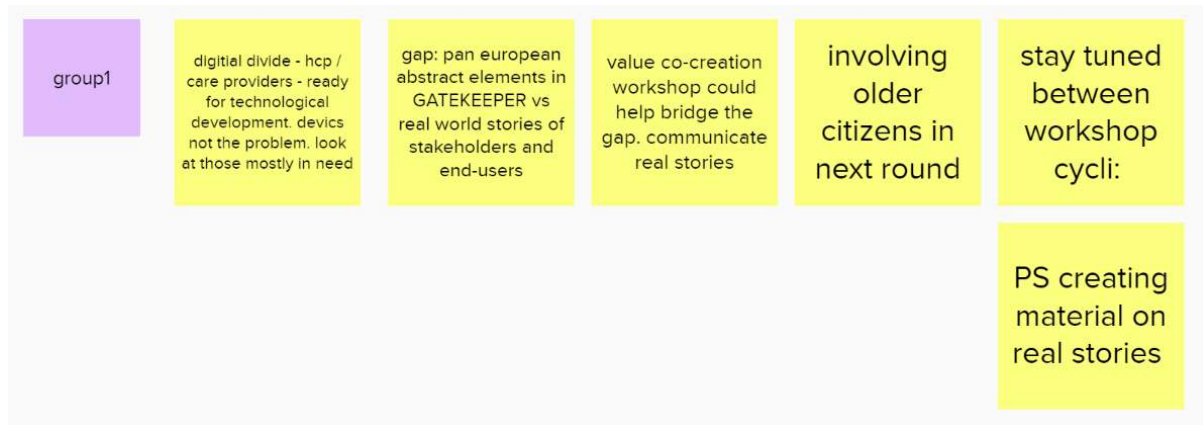 group1
digitial divide - hcp /
care providers - ready
for technological
development. devics
not the problem. look
at those mostly in need
gap: pan european
abstract elements in
GATEKEEPER vs
real world stories of
stakeholders and
end-users
value co-creation
workshop could
help bridge the
gap. communicate
real stories
involving
older
citizens in
next round
stay tuned
between
workshop
cycli:
PS creating
material on
real stories